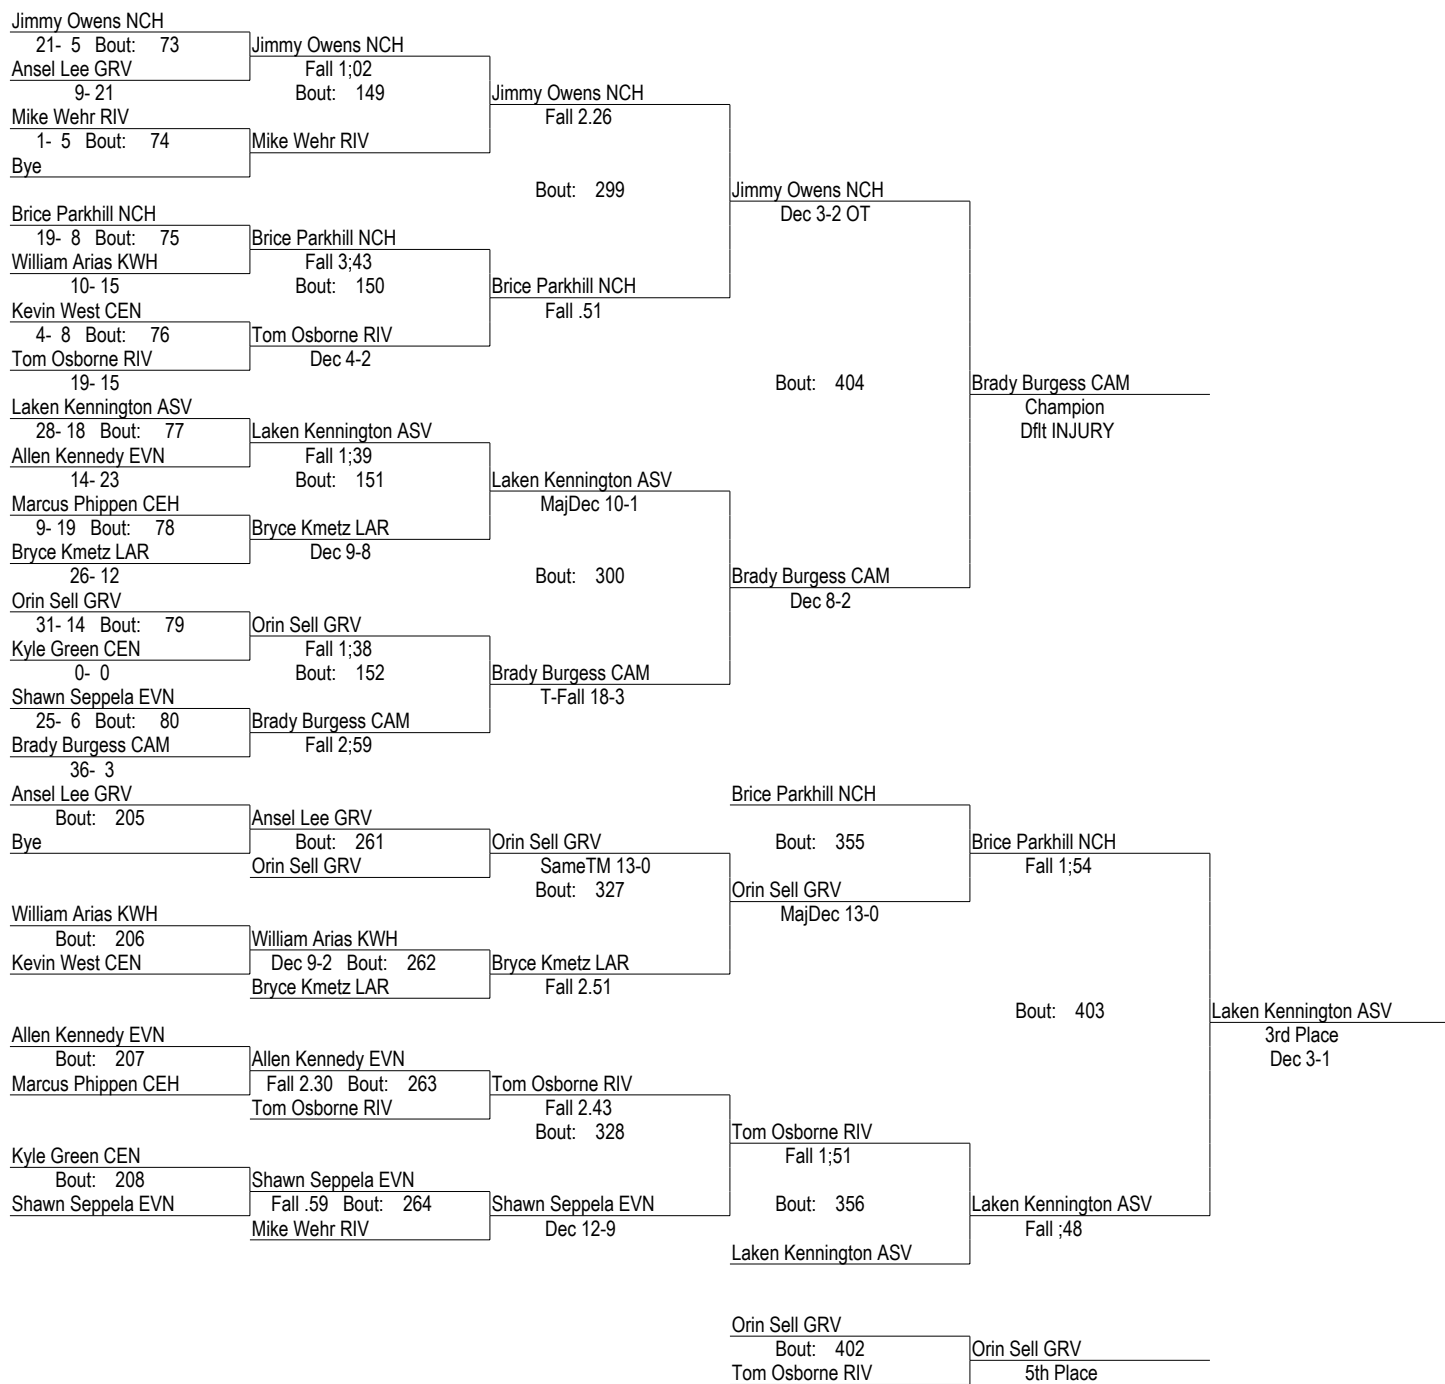 Jimmy Owens NCH
21- 5 Bout: 73
Jimmy Owens NCH
Ansel Lee GRV
Fall 1;02
9- 21
Bout: 149
Jimmy Owens NCH
Mike Wehr RIV
Fall 2.26
1- 5 Bout: 74
Mike Wehr RIV
Bye
Bout: 299
Jimmy Owens NCH
Brice Parkhill NCH
Dec 3-2 OT
19- 8 Bout: 75
Brice Parkhill NCH
William Arias KWH
Fall 3;43
10- 15
Bout: 150
Brice Parkhill NCH
Kevin West CEN
Fall .51
4- 8 Bout: 76
Tom Osborne RIV
Tom Osborne RIV
Dec 4-2
19- 15
Bout: 404
Brady Burgess CAM
Laken Kennington ASV
Champion
28- 18 Bout: 77
Laken Kennington ASV
Dflt INJURY
Allen Kennedy EVN
Fall 1;39
14- 23
Bout: 151
Laken Kennington ASV
Marcus Phippen CEH
MajDec 10-1
9- 19 Bout: 78
Bryce Kmetz LAR
Bryce Kmetz LAR
Dec 9-8
26- 12
Bout: 300
Brady Burgess CAM
Orin Sell GRV
Dec 8-2
31- 14 Bout: 79
Orin Sell GRV
Kyle Green CEN
Fall 1;38
0- 0
Bout: 152
Brady Burgess CAM
Shawn Seppela EVN
T-Fall 18-3
25- 6 Bout: 80
Brady Burgess CAM
Brady Burgess CAM
Fall 2;59
36- 3
Ansel Lee GRV
Brice Parkhill NCH
Bout: 205
Ansel Lee GRV
Bye
Bout: 261
Orin Sell GRV
Bout: 355
Brice Parkhill NCH
Orin Sell GRV
SameTM 13-0
Fall 1;54
Bout: 327
Orin Sell GRV
William Arias KWH
MajDec 13-0
Bout: 206
William Arias KWH
Kevin West CEN
Dec 9-2 Bout: 262
Bryce Kmetz LAR
Bryce Kmetz LAR
Fall 2.51
Bout: 403
Laken Kennington ASV
Allen Kennedy EVN
3rd Place
Bout: 207
Allen Kennedy EVN
Dec 3-1
Marcus Phippen CEH
Fall 2.30 Bout: 263
Tom Osborne RIV
Tom Osborne RIV
Fall 2.43
Bout: 328
Tom Osborne RIV
Kyle Green CEN
Fall 1;51
Bout: 208
Shawn Seppela EVN
Shawn Seppela EVN
Fall .59 Bout: 264
Shawn Seppela EVN
Bout: 356
Laken Kennington ASV
Mike Wehr RIV
Dec 12-9
Fall ;48
Laken Kennington ASV
Orin Sell GRV
Bout: 402
Orin Sell GRV
Tom Osborne RIV
5th Place